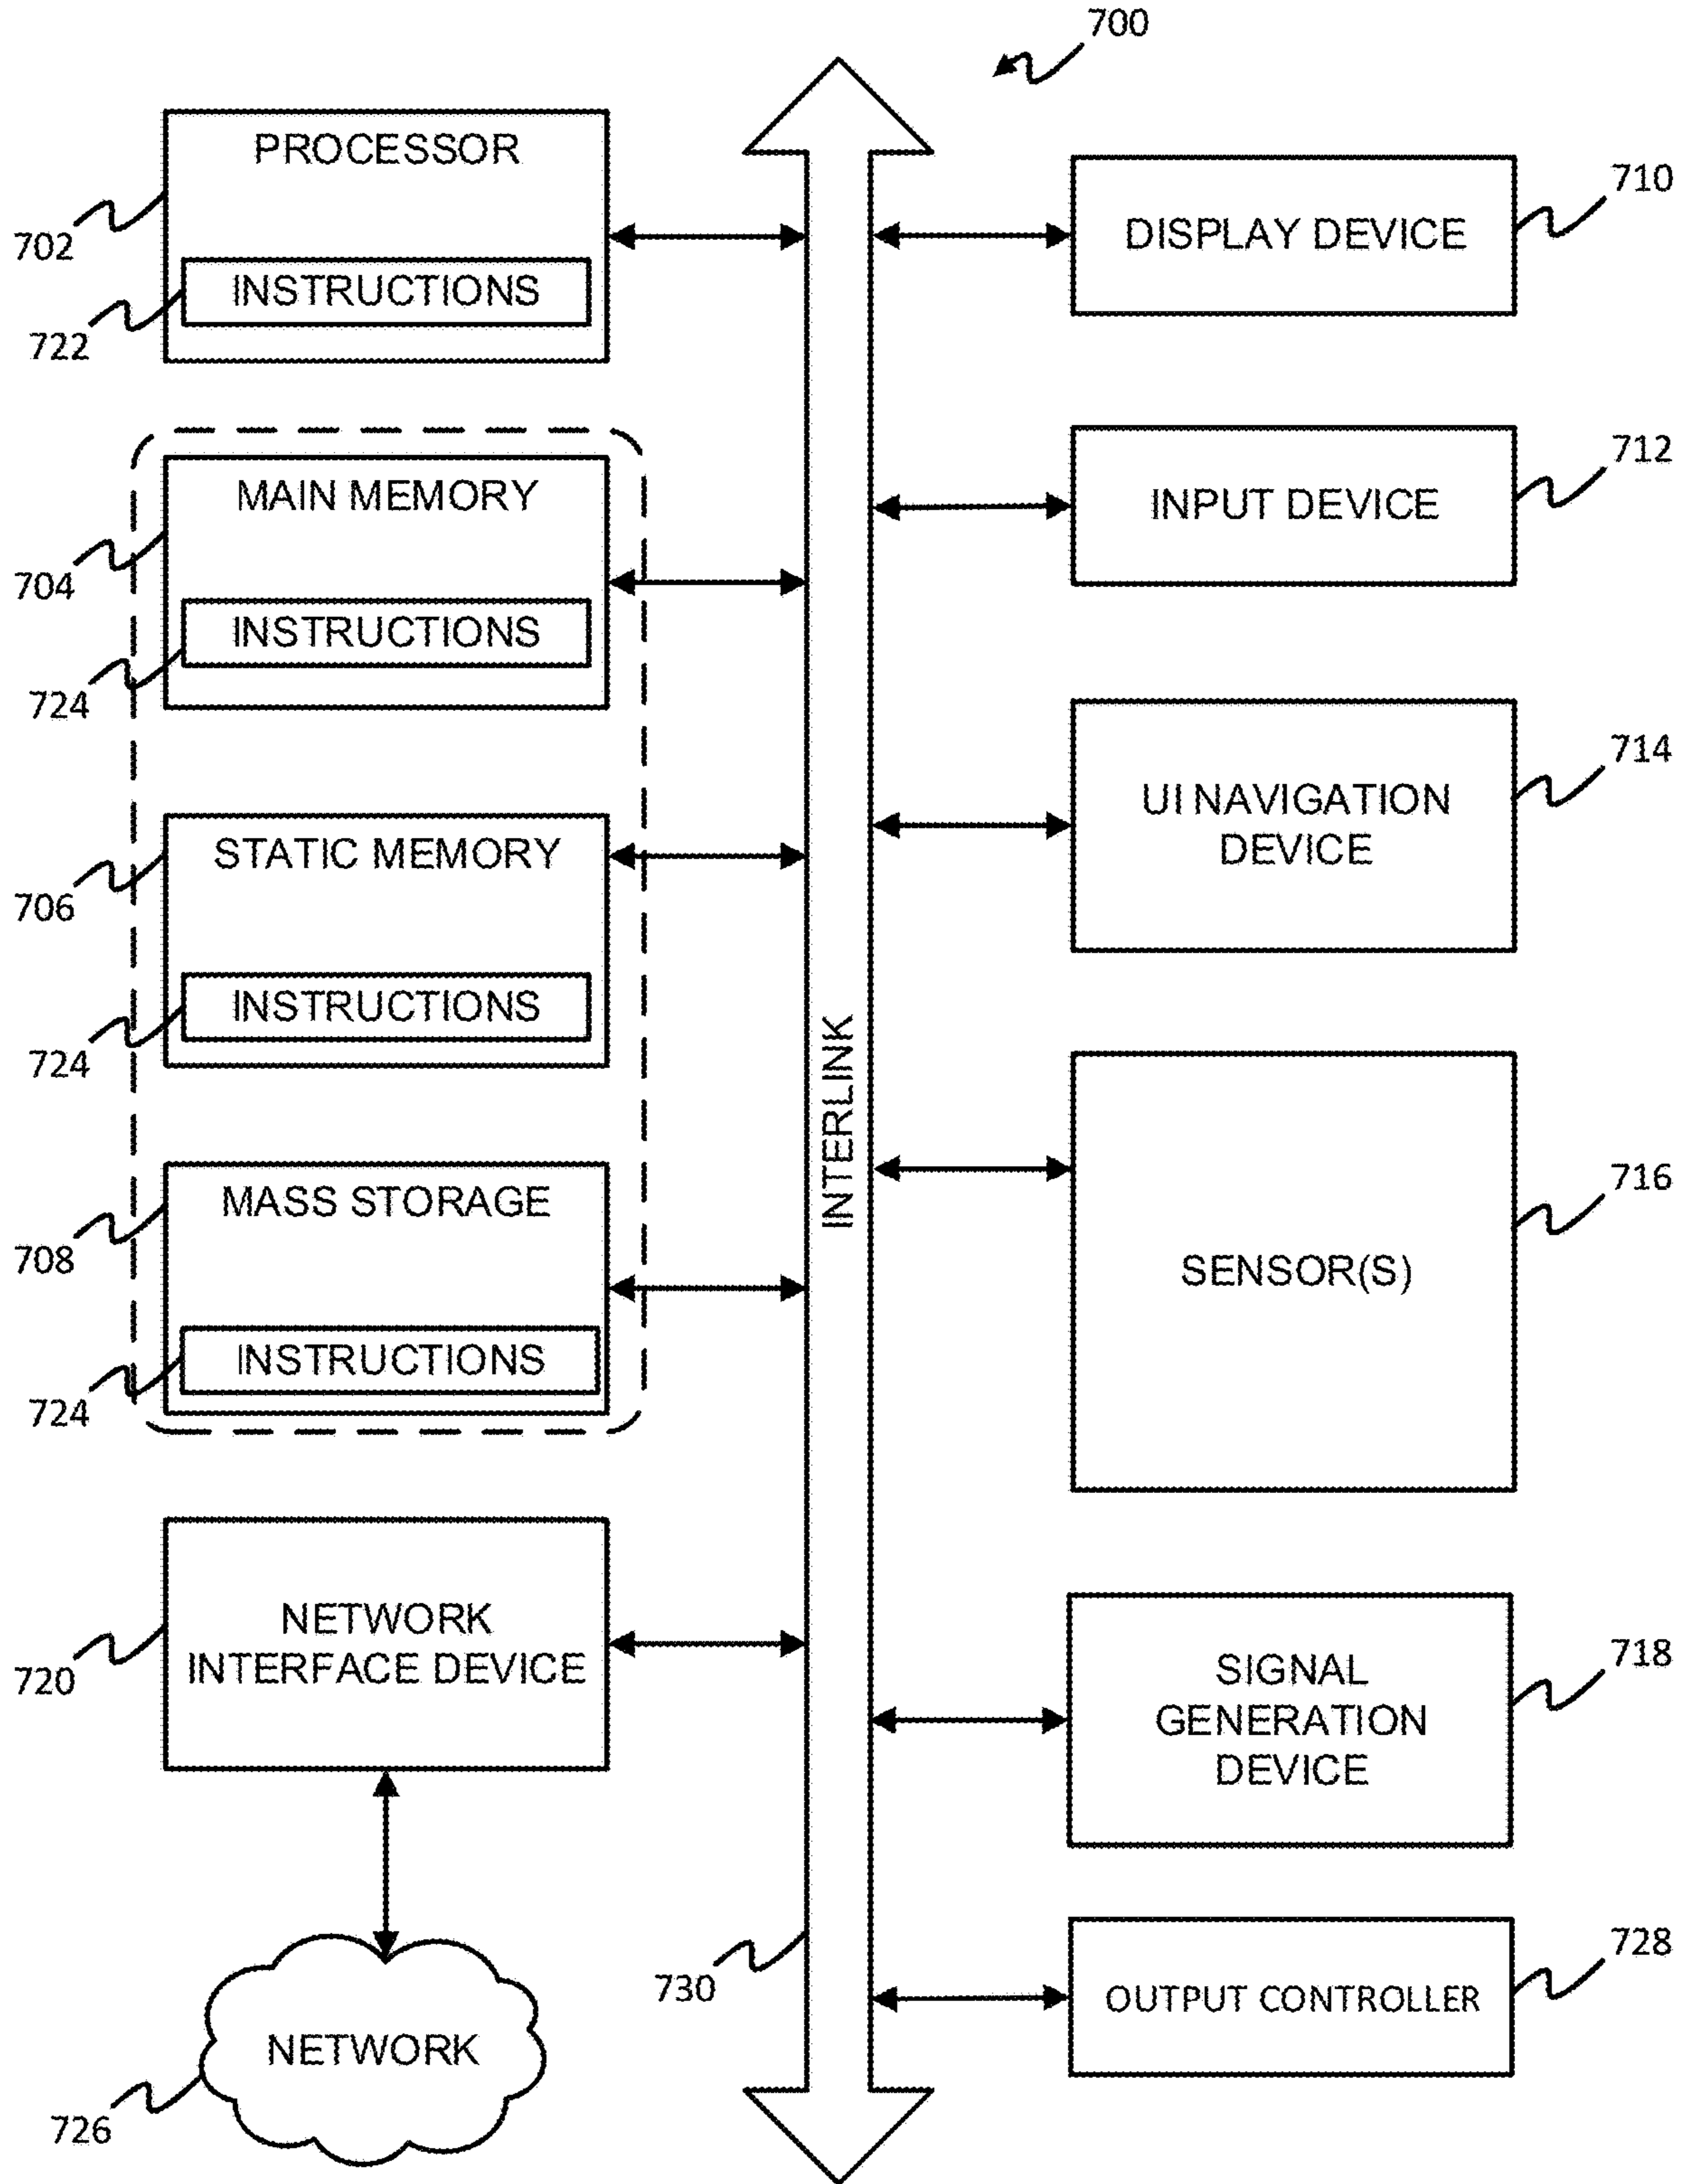 700
PROCESSOR
702
INSTRUCTIONS
722
MAIN MEMORY
704
INSTRUCTIONS
724
STATIC MEMORY
706
INSTRUCTIONS
724
MASS STORAGE
708
INSTRUCTIONS
724
NETWORK
INTERFACE DEVICE
720
NETWORK
726
INTERLINK
730
DISPLAY DEVICE
710
INPUT DEVICE
712
UI NAVIGATION
DEVICE
714
SENSOR(S)
716
SIGNAL
GENERATION
DEVICE
718
OUTPUT CONTROLLER
728